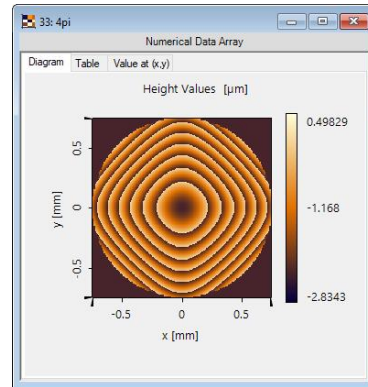 33: 4pi
Numerical Data Array
Diagram Table Value at (x,y)
Height Values [µm]
0.49829
-1.168
-2.8343
y [mm]
0.5
0
-0.5
-0.5 0 0.5
x [mm]